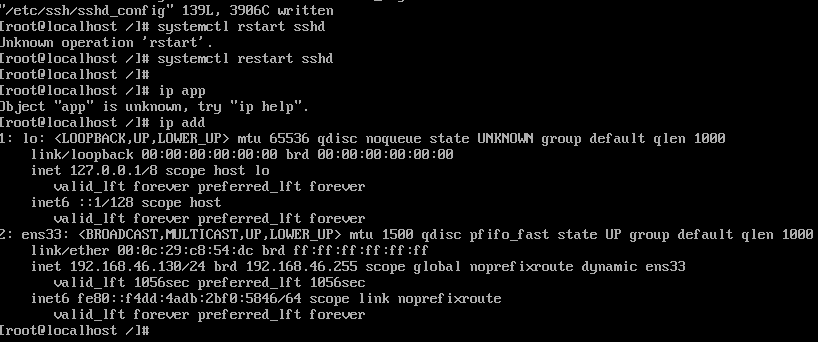 "/etc/ssh/sshd_config" 139L, 3906C written
[root@localhost /]# systemctl rstart sshd
Unknown operation 'rstart'.
[root@localhost /]# systemctl restart sshd
[root@localhost /]#
[root@localhost /]# ip app
Object "app" is unknown, try "ip help".
[root@localhost /]# ip add
1: lo: <LOOPBACK,UP,LOWER_UP> mtu 65536 qdisc noqueue state UNKNOWN group default qlen 1000
    link/loopback 00:00:00:00:00:00 brd 00:00:00:00:00:00
    inet 127.0.0.1/8 scope host lo
       valid_lft forever preferred_lft forever
    inet6 ::1/128 scope host
       valid_lft forever preferred_lft forever
2: ens33: <BROADCAST,MULTICAST,UP,LOWER_UP> mtu 1500 qdisc pfifo_fast state UP group default qlen 1000
    link/ether 00:0c:29:c8:54:dc brd ff:ff:ff:ff:ff:ff
    inet 192.168.46.130/24 brd 192.168.46.255 scope global noprefixroute dynamic ens33
       valid_lft 1056sec preferred_lft 1056sec
    inet6 fe80::f4dd:4adb:2bf0:5846/64 scope link noprefixroute
       valid_lft forever preferred_lft forever
[root@localhost /]#